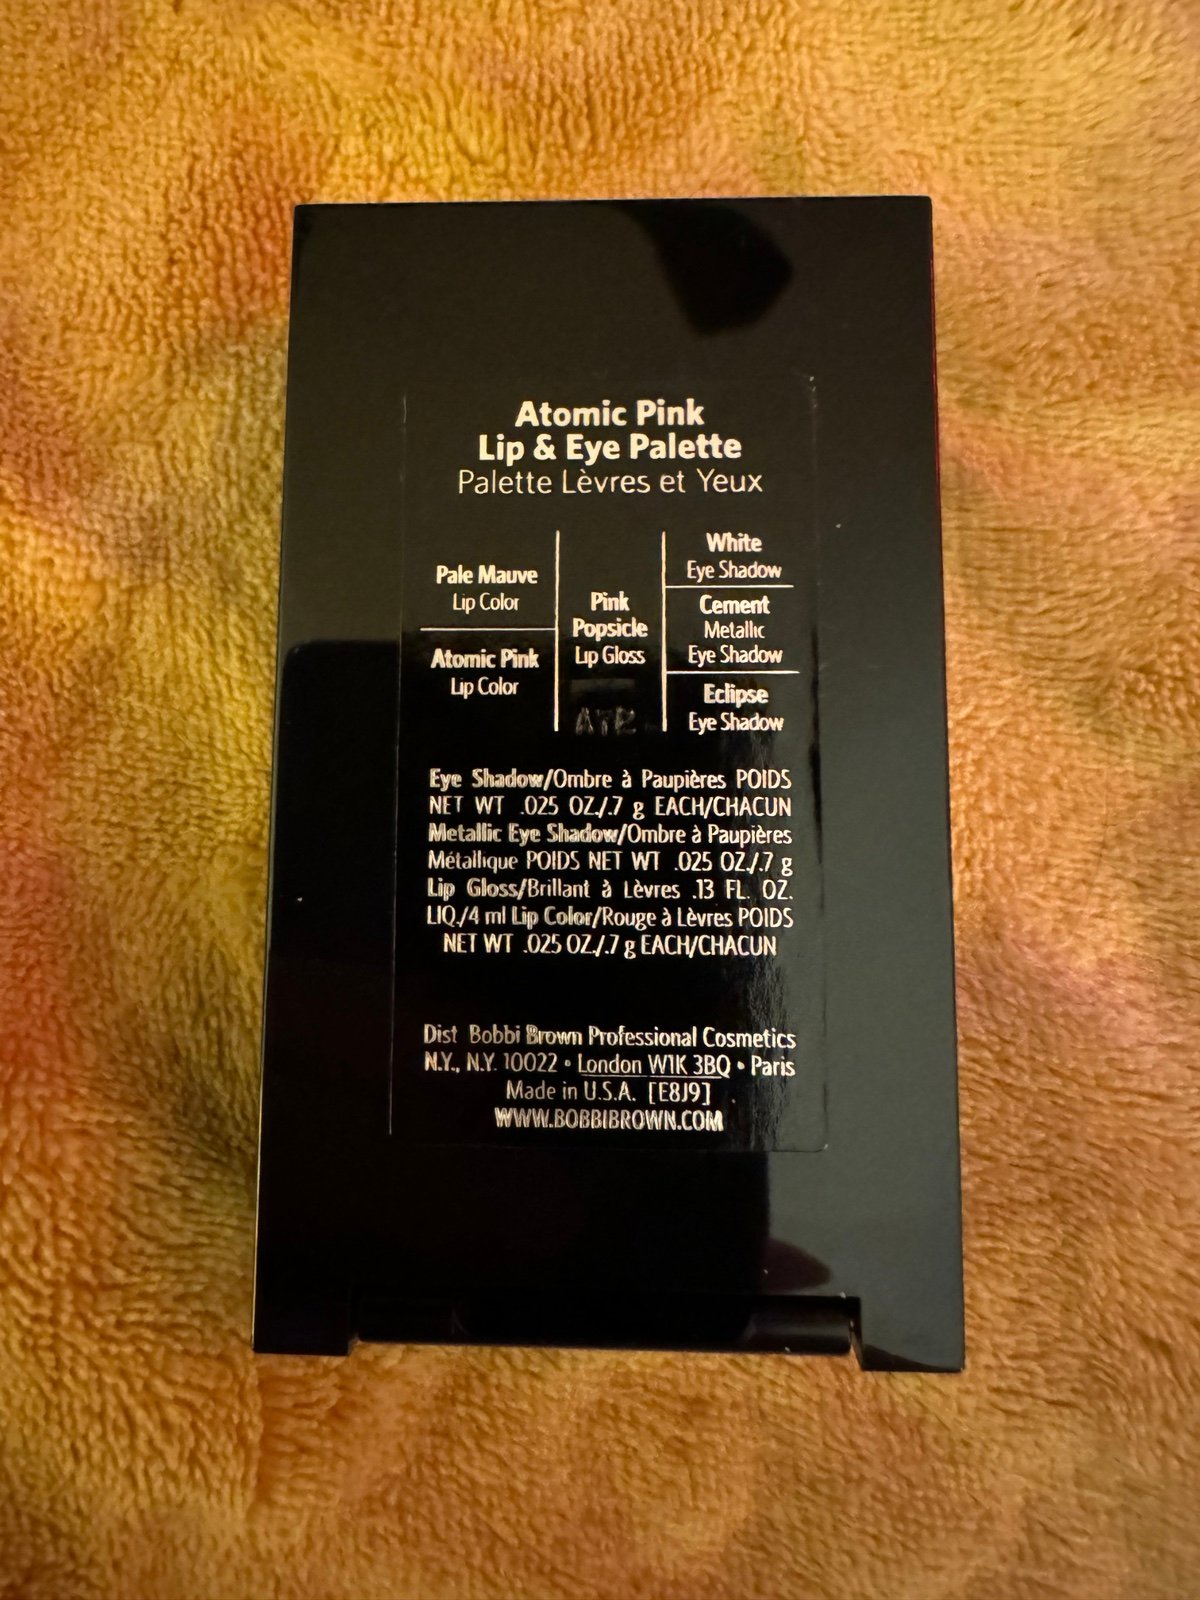 Atomic Pink
Lip & Eye Palette
Palette Lèvres et Yeux
Pale Mauve
Lip Color
Atomic Pink
Lip Color
Pink
Popsicle
Lip Gloss
White
Eye Shadow
Cement
Metallic
Eye Shadow
Eclipse
Eye Shadow
Eye Shadow/Ombre à Paupières POIDS
NET WT .025 OZ./.7 g EACH/CHACUN
Metallic Eye Shadow/Ombre à Paupières
Métallique POIDS NET WT .025 OZ./.7 g
Lip Gloss/Brillant à Lèvres .13 FL. OZ.
LIQ./4 ml Lip Color/Rouge à Lèvres POIDS
NET WT .025 OZ./.7 g EACH/CHACUN
Dist Bobbi Brown Professional Cosmetics
N.Y., N.Y. 10022 • London W1K 3BQ • Paris
Made in U.S.A. [E8J9]
WWW.BOBBIBROWN.COM